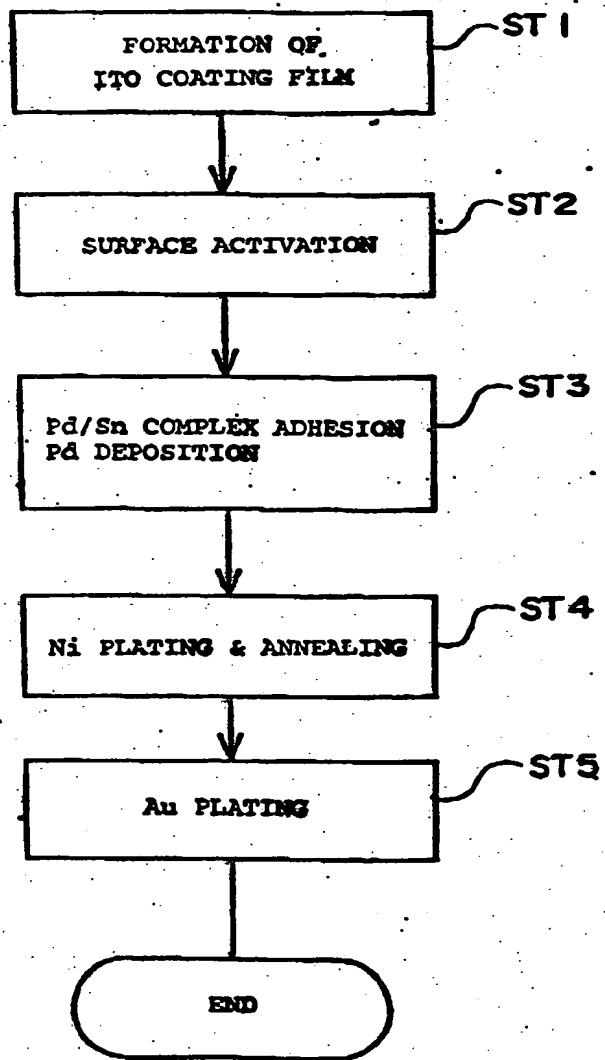 FORMATION OF
ITO COATING FILM
ST1
SURFACE ACTIVATION
ST2
Pd/Sn COMPLEX ADHESION
Pd DEPOSITION
ST3
Ni PLATING & ANNEALING
ST4
Au PLATING
ST5
END